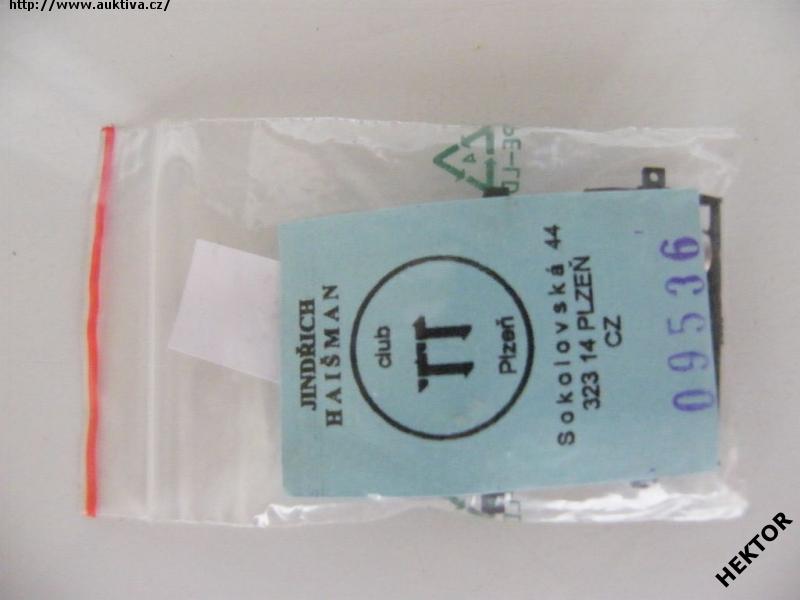 http://www.auktiva.cz/
JINDŘICH
HAIŠMAN
club
TT
Plzeň
Sokolovská 44
323 14 PLZEŇ
CZ
09536
HEKTOR